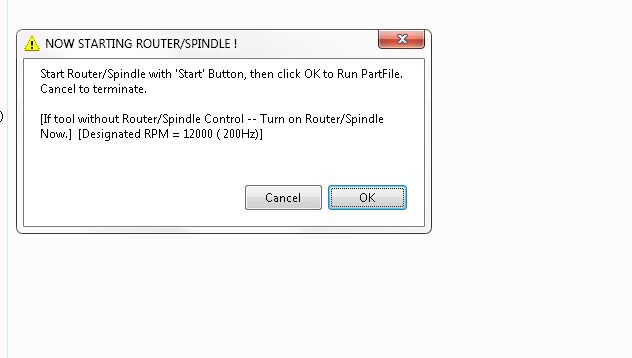 NOW STARTING ROUTER/SPINDLE !
Start Router/Spindle with 'Start' Button, then click OK to Run PartFile.
Cancel to terminate.
[If tool without Router/Spindle Control -- Turn on Router/Spindle
Now.]  [Designated RPM = 12000 ( 200Hz)]
Cancel
OK